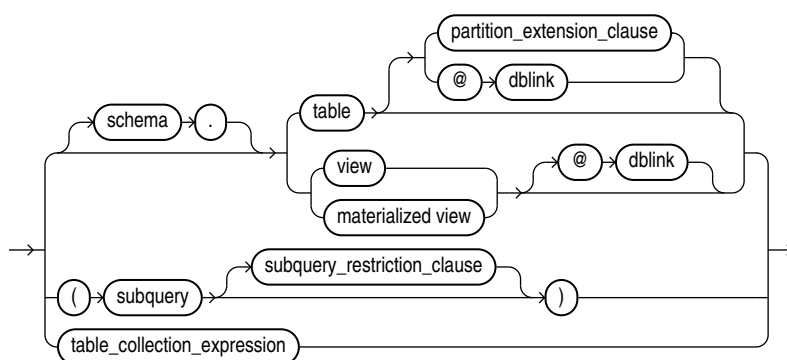 partition_extension_clause
@ dblink
schema . table
view @ dblink
materialized view
subquery_restriction_clause
( subquery )
table_collection_expression